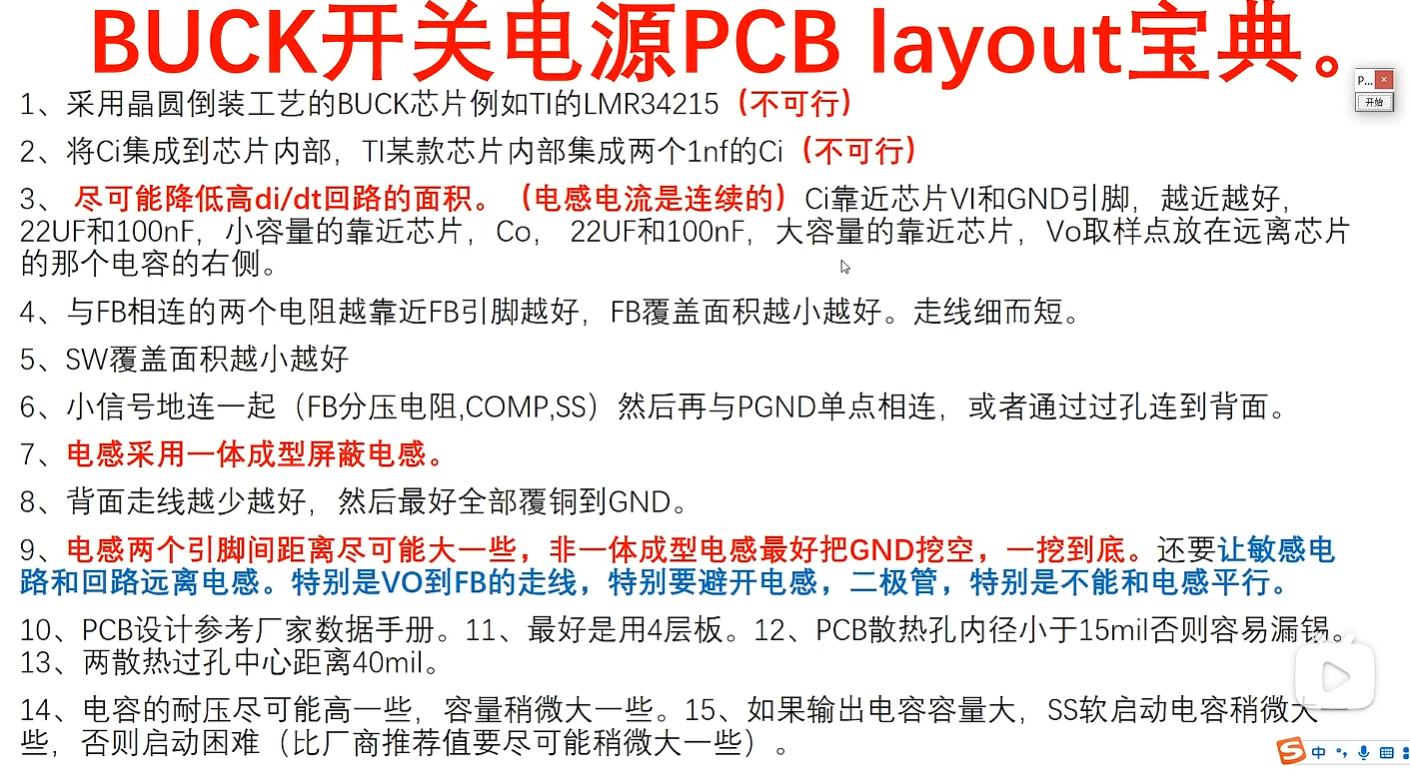 BUCK开关电源PCB layout宝典。
P...
开始
1、采用晶圆倒装工艺的BUCK芯片例如TI的LMR34215（不可行）
2、将Ci集成到芯片内部，TI某款芯片内部集成两个1nf的Ci（不可行）
3、 尽可能降低高di/dt回路的面积。（电感电流是连续的）Ci靠近芯片VI和GND引脚，越近越好，
22UF和100nF，小容量的靠近芯片，Co， 22UF和100nF，大容量的靠近芯片，Vo取样点放在远离芯片
的那个电容的右侧。
4、与FB相连的两个电阻越靠近FB引脚越好，FB覆盖面积越小越好。走线细而短。
5、SW覆盖面积越小越好
6、小信号地连一起（FB分压电阻,COMP,SS）然后再与PGND单点相连，或者通过过孔连到背面。
7、电感采用一体成型屏蔽电感。
8、背面走线越少越好，然后最好全部覆铜到GND。
9、电感两个引脚间距离尽可能大一些，非一体成型电感最好把GND挖空，一挖到底。还要让敏感电
路和回路远离电感。特别是VO到FB的走线，特别要避开电感，二极管，特别是不能和电感平行。
10、PCB设计参考厂家数据手册。11、最好是用4层板。12、PCB散热孔内径小于15mil否则容易漏锡。
13、两散热过孔中心距离40mil。
14、电容的耐压尽可能高一些，容量稍微大一些。15、如果输出电容容量大，SS软启动电容稍微大一
些，否则启动困难（比厂商推荐值要尽可能稍微大一些）。
S 中